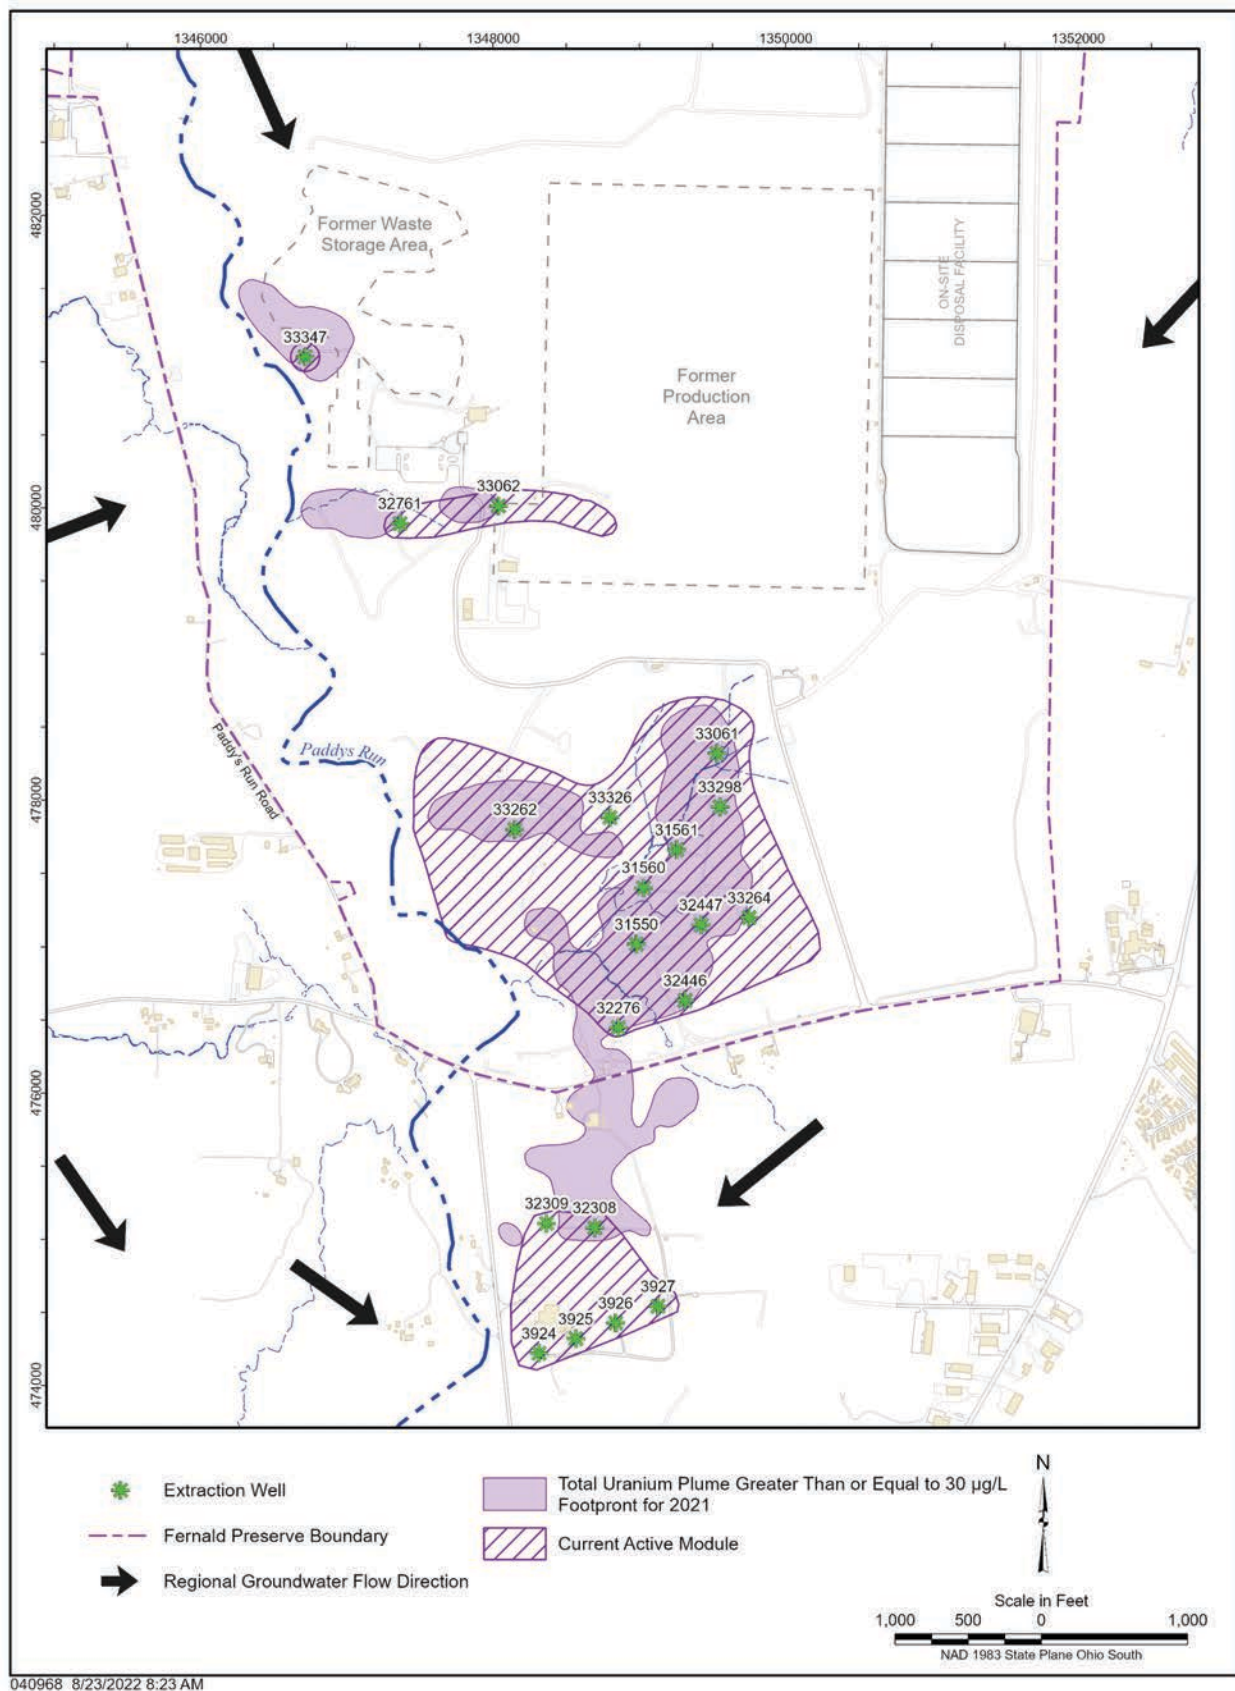 1346000
1348000
1350000
1352000
482000
480000
478000
476000
474000
Former Waste
Storage Area
33347
ON-SITE
DISPOSAL FACILITY
Former
Production
Area
32761
33062
Paddys Run
Paddy's Run Road
33061
33298
33262
33326
31561
31560
32447
33264
31550
32446
32276
32309
32308
3927
3926
3925
3924
Extraction Well
Fernald Preserve Boundary
Regional Groundwater Flow Direction
Total Uranium Plume Greater Than or Equal to 30 µg/L
Footpront for 2021
Current Active Module
N
Scale in Feet
1,000 500 0 1,000
NAD 1983 State Plane Ohio South
040968 8/23/2022 8:23 AM